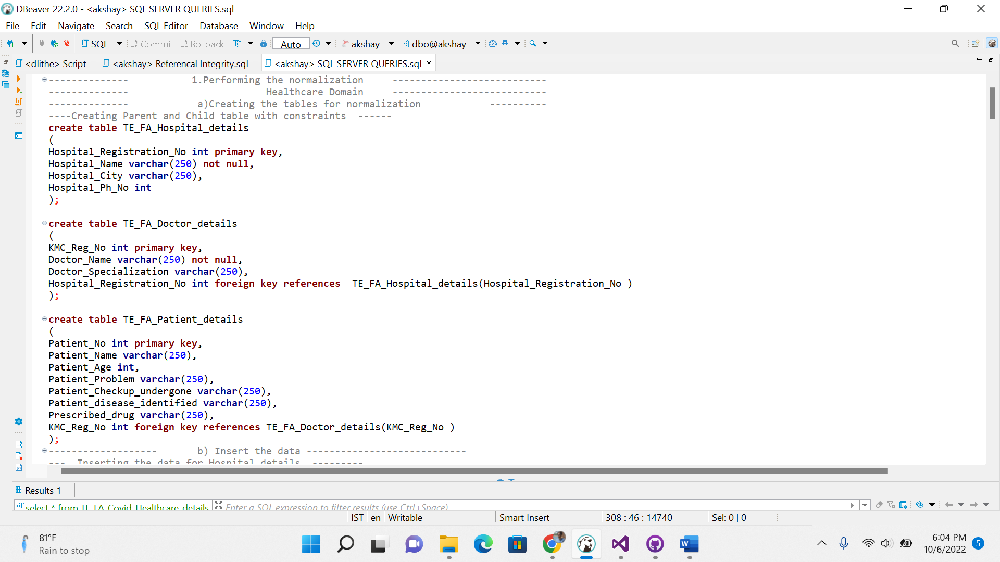 DBeaver 22.2.0 - <akshay> SQL SERVER QUERIES.sql
File Edit Navigate Search SQL Editor Database Window Help
SQL Commit Rollback Auto akshay dbo@akshay
<dlithe> Script <akshay> Referencal Integrity.sql <akshay> SQL SERVER QUERIES.sql
-------------- 1.Performing the normalization ---------------------------
-------------- Healthcare Domain ---------------------------
-------------- a)Creating the tables for normalization ----------
----Creating Parent and Child table with constraints ------
create table TE_FA_Hospital_details
(
Hospital_Registration_No int primary key,
Hospital_Name varchar(250) not null,
Hospital_City varchar(250),
Hospital_Ph_No int
);
create table TE_FA_Doctor_details
(
KMC_Reg_No int primary key,
Doctor_Name varchar(250) not null,
Doctor_Specialization varchar(250),
Hospital_Registration_No int foreign key references TE_FA_Hospital_details(Hospital_Registration_No )
);
create table TE_FA_Patient_details
(
Patient_No int primary key,
Patient_Name varchar(250),
Patient_Age int,
Patient_Problem varchar(250),
Patient_Checkup_undergone varchar(250),
Patient_disease_identified varchar(250),
Prescribed_drug varchar(250),
KMC_Reg_No int foreign key references TE_FA_Doctor_details(KMC_Reg_No )
);
------------------- b) Insert the data ----------------------------
--- Inserting the data for Hospital details ---------
Results 1
select * from TE_FA_Covid_Healthcare_details Enter a SQL expression to filter results (use Ctrl+Space)
IST en Writable Smart Insert 308 : 46 : 14740 Sel: 0 | 0
81°F
Rain to stop
6:04 PM
10/6/2022
5